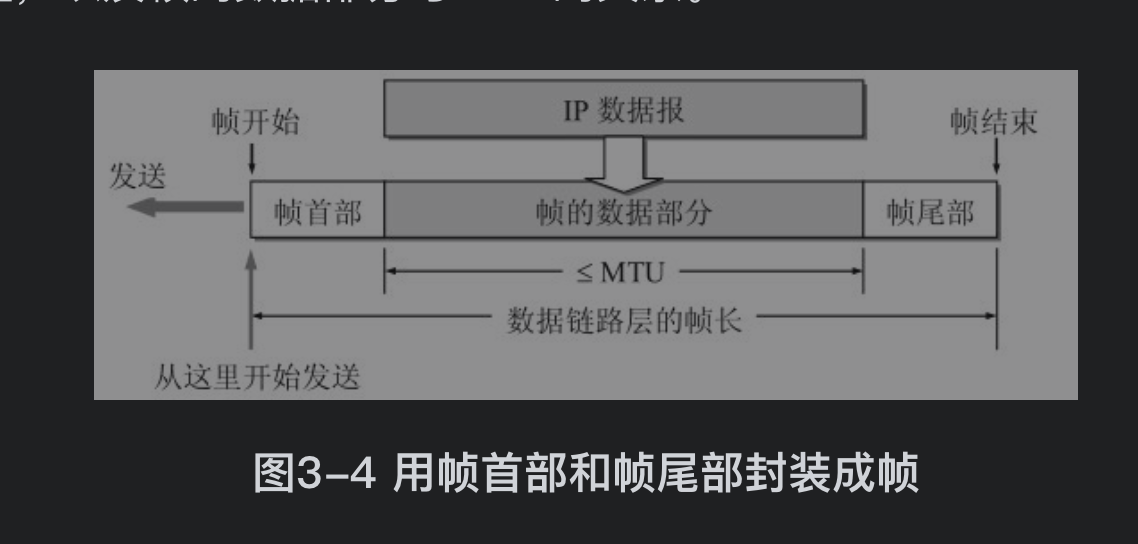 IP 数据报
帧开始
帧结束
发送
帧首部
帧的数据部分
帧尾部
≤ MTU
数据链路层的帧长
从这里开始发送
图3-4 用帧首部和帧尾部封装成帧